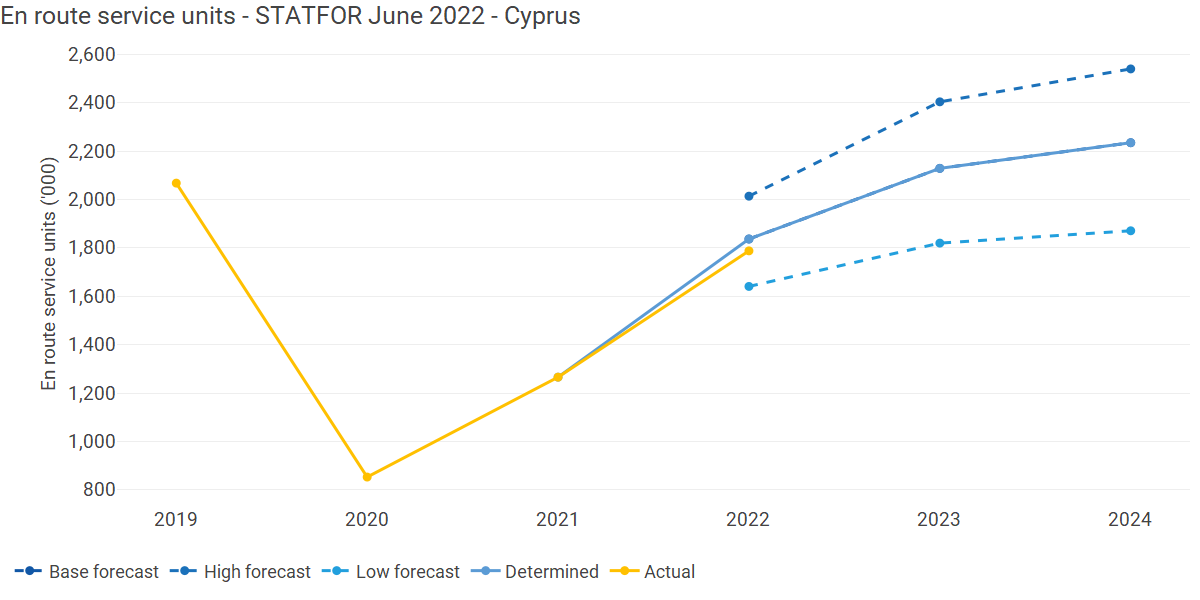 En route service units - STATFOR June 2022 - Cyprus
En route service units ('000)
2,600
2,400
2,200
2,000
1,800
1,600
1,400
1,200
1,000
800
2019 2020 2021 2022 2023 2024
Base forecast High forecast Low forecast Determined Actual